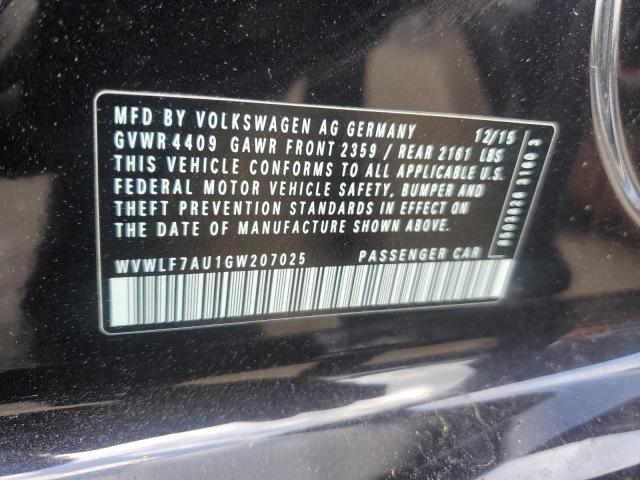 MFD BY VOLKSWAGEN AG GERMANY 12/15
GVWR 4409 GAWR FRONT 2359 / REAR 2161 LBS
THIS VEHICLE CONFORMS TO ALL APPLICABLE U.S.
FEDERAL MOTOR VEHICLE SAFETY, BUMPER AND
THEFT PREVENTION STANDARDS IN EFFECT ON
THE DATE OF MANUFACTURE SHOWN ABOVE.
WVWLF7AU1GW207025 PASSENGER CAR